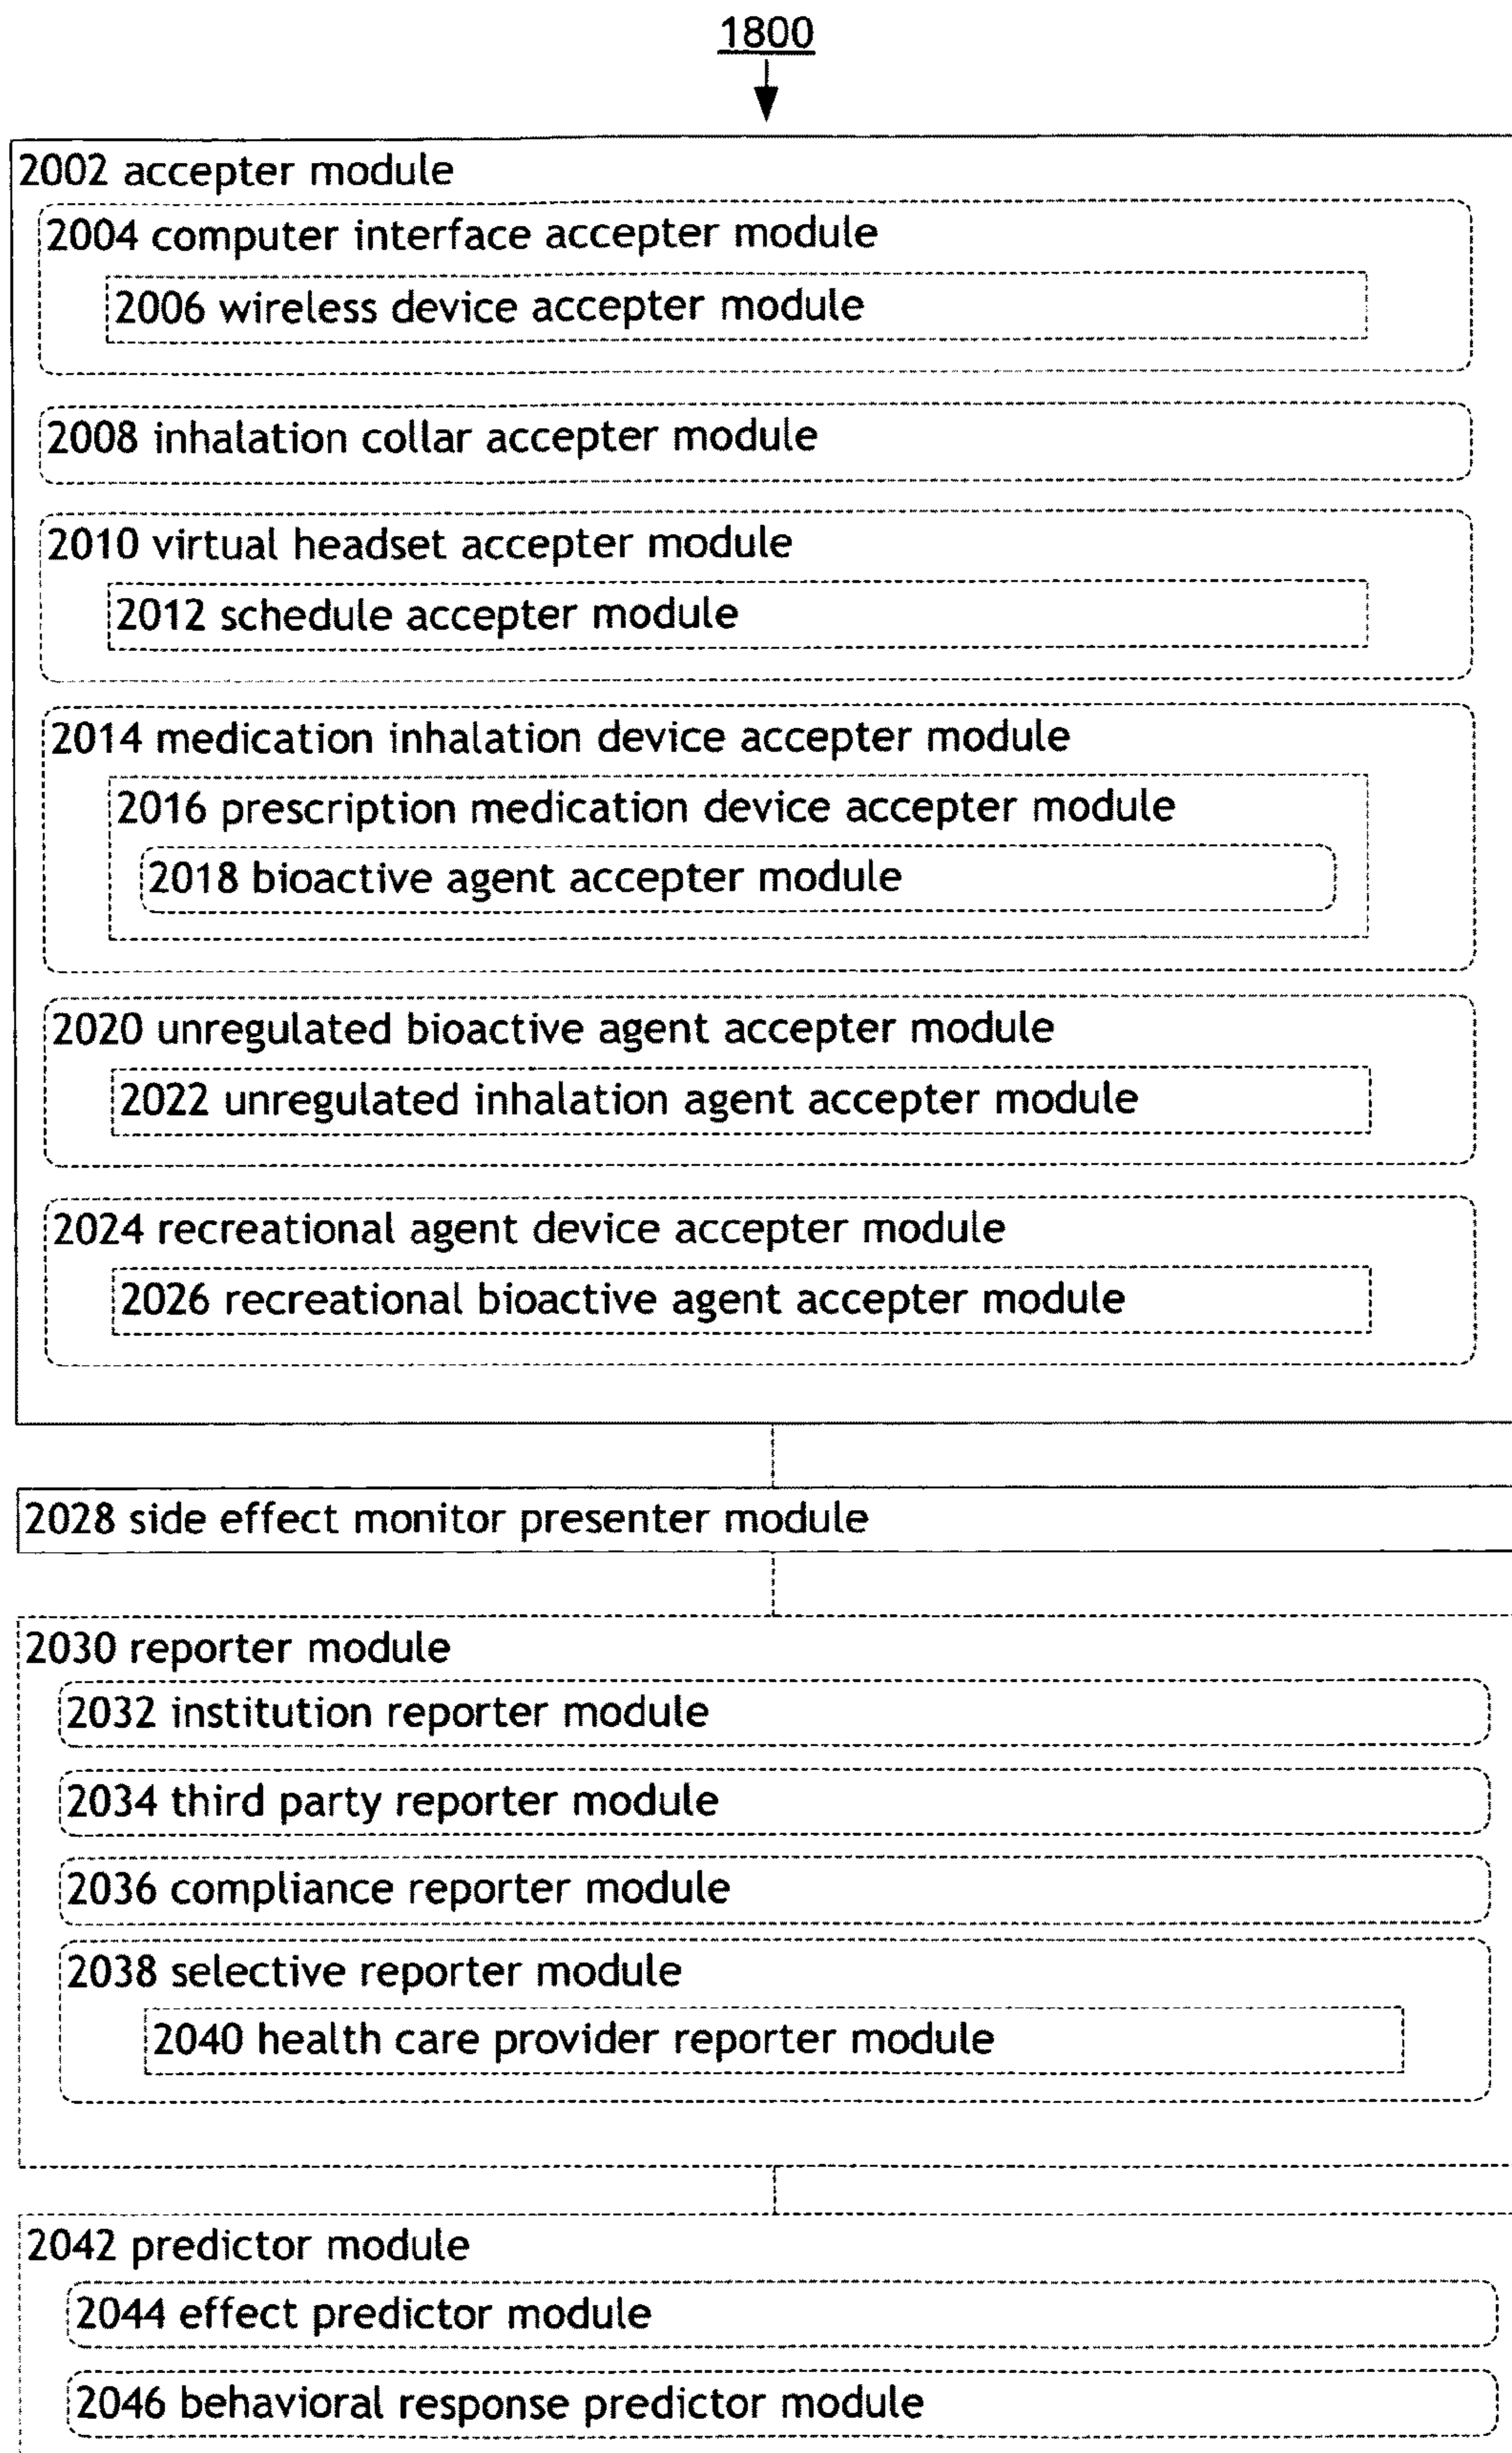 1800
2002 accepter module
2004 computer interface accepter module
2006 wireless device accepter module
2008 inhalation collar accepter module
2010 virtual headset accepter module
2012 schedule accepter module
2014 medication inhalation device accepter module
2016 prescription medication device accepter module
2018 bioactive agent accepter module
2020 unregulated bioactive agent accepter module
2022 unregulated inhalation agent accepter module
2024 recreational agent device accepter module
2026 recreational bioactive agent accepter module
2028 side effect monitor presenter module
2030 reporter module
2032 institution reporter module
2034 third party reporter module
2036 compliance reporter module
2038 selective reporter module
2040 health care provider reporter module
2042 predictor module
2044 effect predictor module
2046 behavioral response predictor module